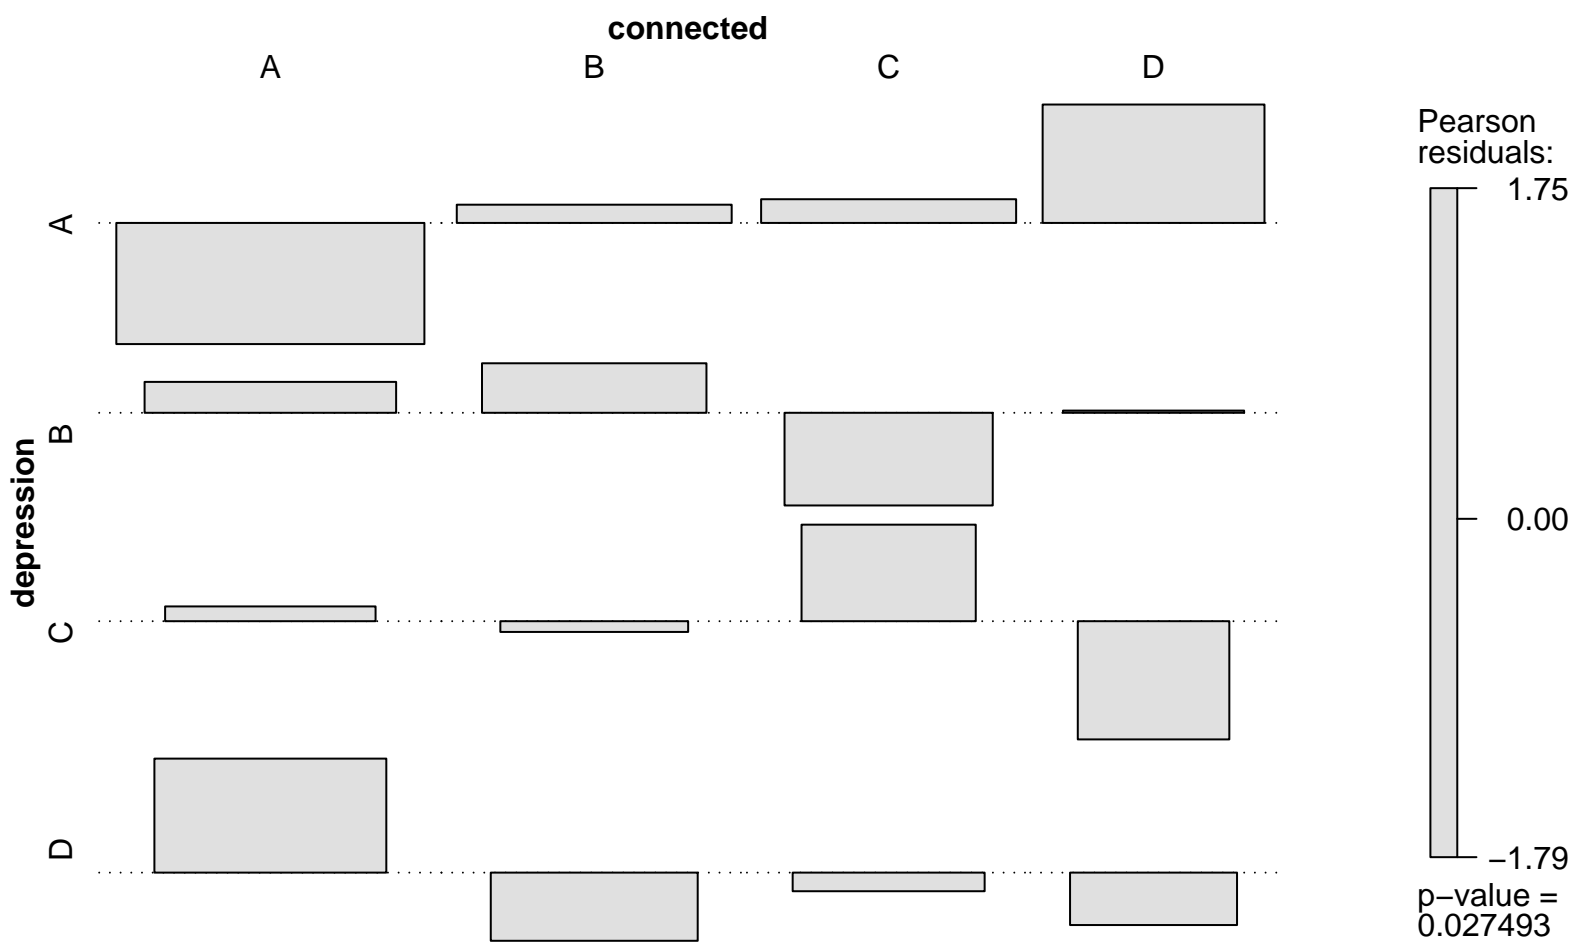 connected
A B C D
A
B
C
D
depression
Pearson
residuals:
1.75
0.00
−1.79
p−value =
0.027493